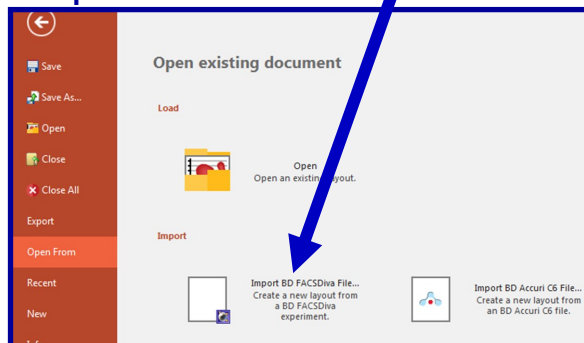 Save
Save As...
Open
Close
Close All
Export
Open From
Recent
New
Open existing document
Load
Open
Open an existing layout.
Import
Import BD FACSDiva File...
Create a new layout from
a BD FACSDiva
experiment.
Import BD Accuri C6 File...
Create a new layout from
an BD Accuri C6 file.